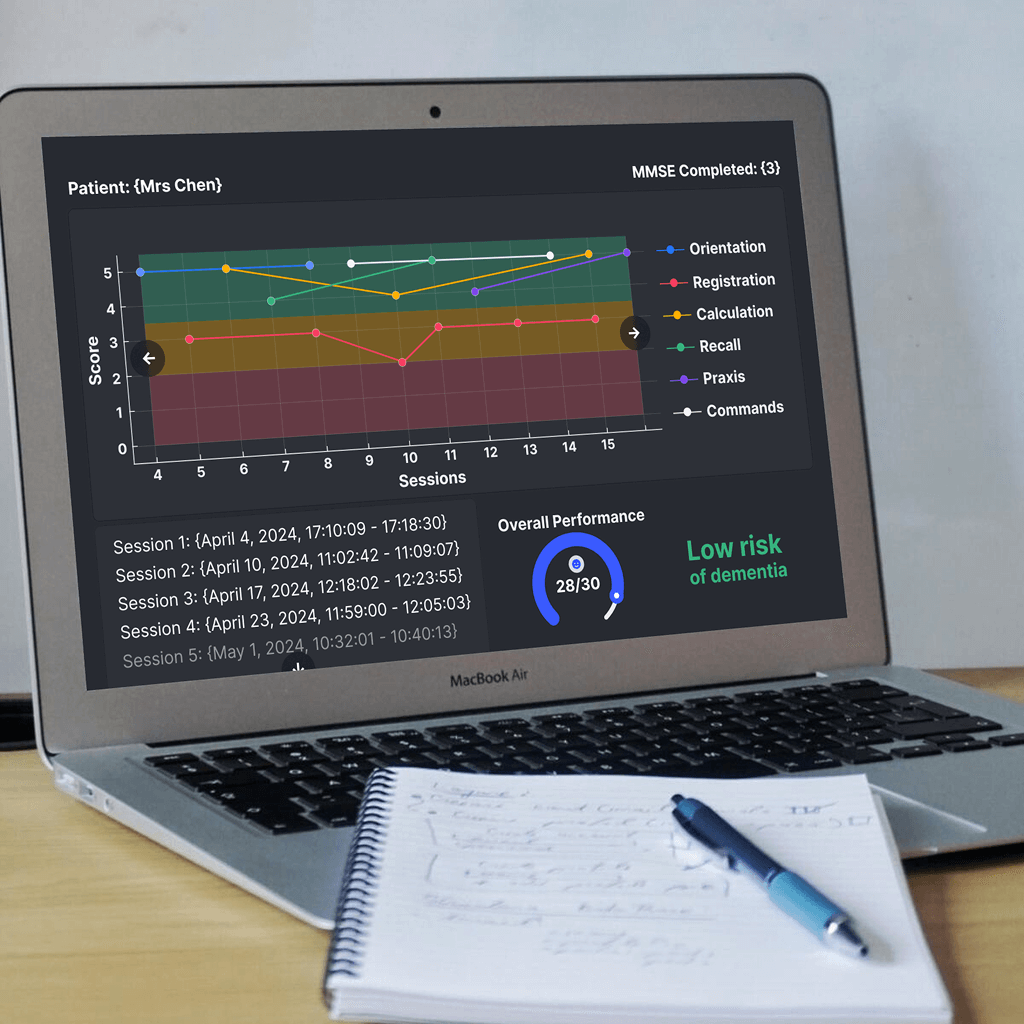 Patient: {Mrs Chen}
MMSE Completed: {3}
Score
5
4
3
2
1
0
4 5 6 7 8 9 10 11 12 13 14 15
Sessions
Orientation
Registration
Calculation
Recall
Praxis
Commands
Session 1: {April 4, 2024, 17:10:09 - 17:18:30}
Session 2: {April 10, 2024, 11:02:42 - 11:09:07}
Session 3: {April 17, 2024, 12:18:02 - 12:23:55}
Session 4: {April 23, 2024, 11:59:00 - 12:05:03}
Session 5: {May 1, 2024, 10:32:01 - 10:40:13}
Overall Performance
28/30
Low risk
of dementia
MacBook Air